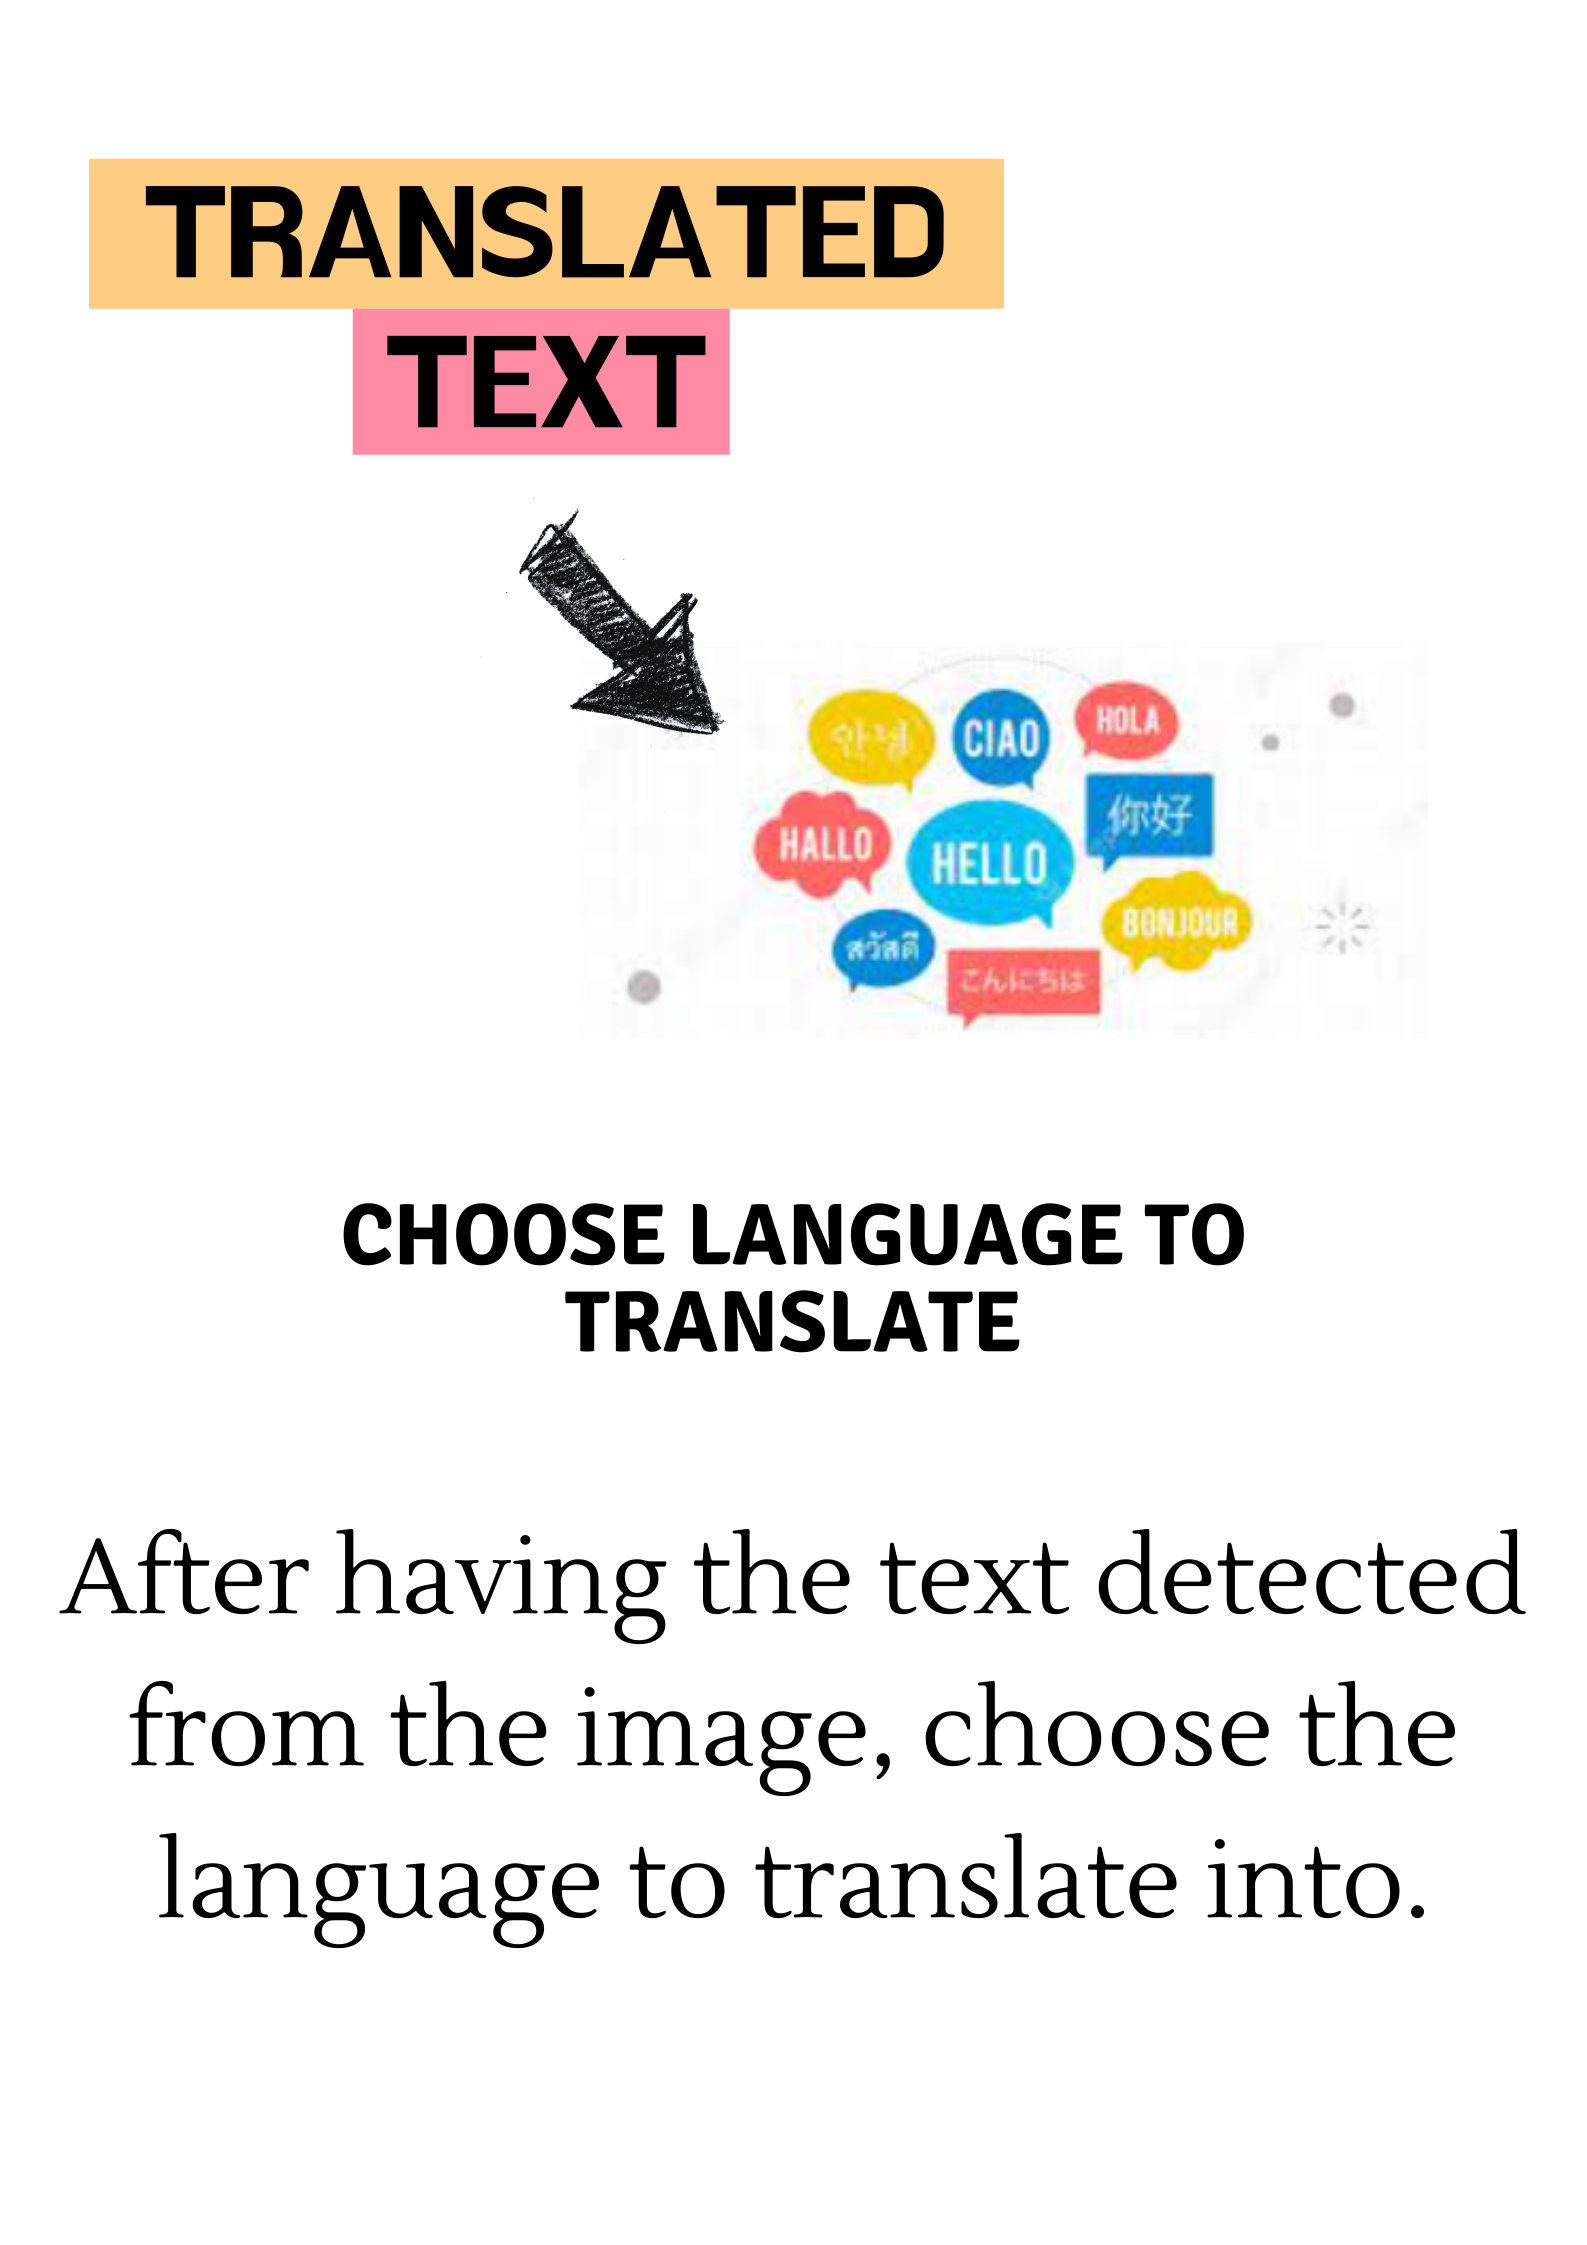 TRANSLATED
TEXT
안녕
CIAO
HOLA
HALLO
HELLO
你好
BONJOUR
สวัสดี
こんにちは
CHOOSE LANGUAGE TO
TRANSLATE
After having the text detected
from the image, choose the
language to translate into.